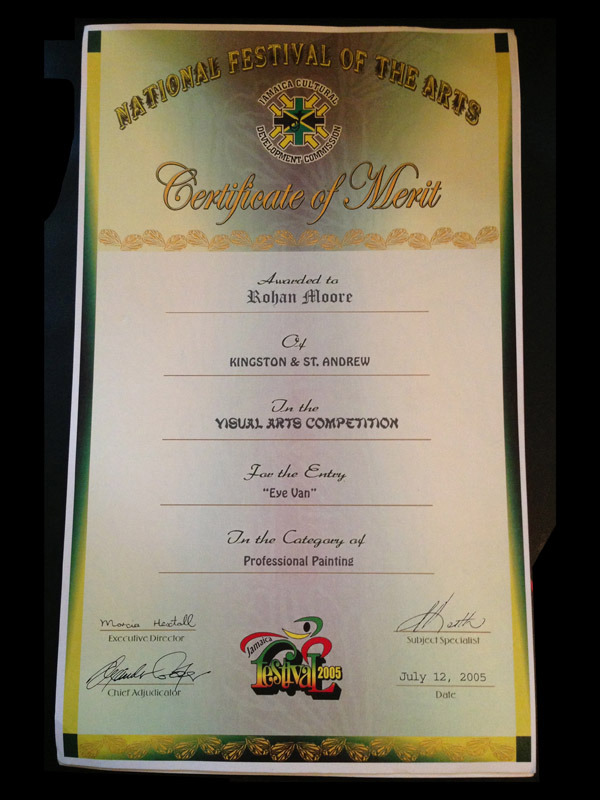 NATIONAL FESTIVAL OF THE ARTS
JAMAICA CULTURAL
DEVELOPMENT COMMISSION
Certificate of Merit
Awarded to
Rohan Moore
Of
KINGSTON & ST. ANDREW
In the
VISUAL ARTS COMPETITION
For the Entry
"Eye Van"
In the Category of
Professional Painting
Executive Director
Subject Specialist
Chief Adjudicator
Jamaica
Festival
2005
July 12, 2005
Date